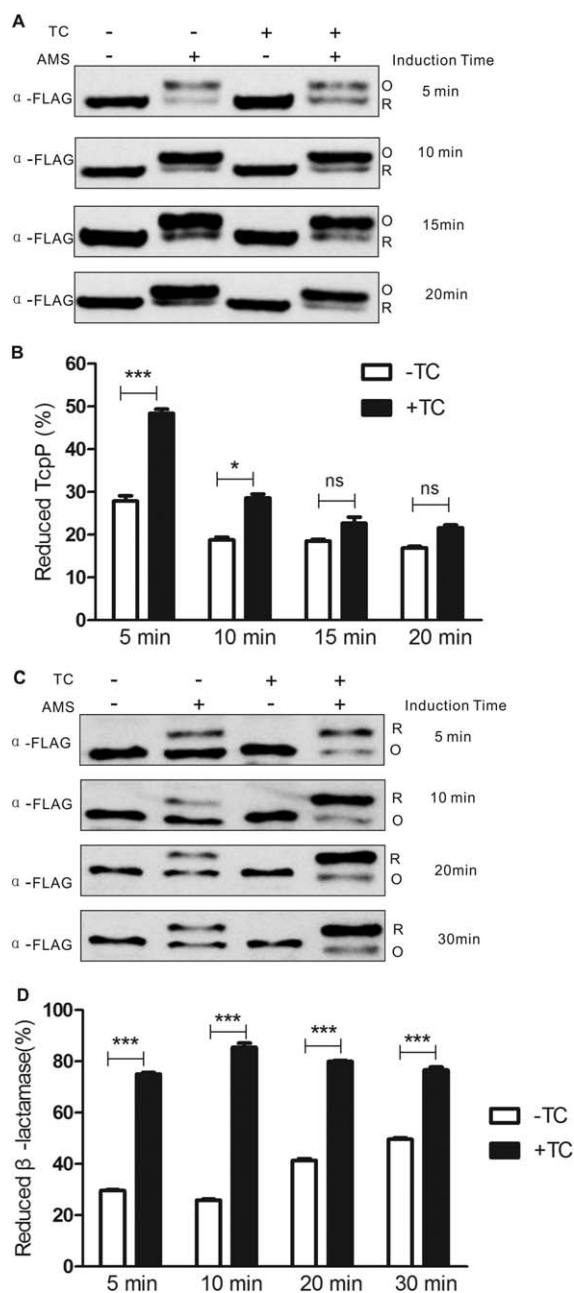 A
TC - - + +
AMS - + - + Induction Time
α-FLAG O R 5 min
α-FLAG O R 10 min
α-FLAG O R 15min
α-FLAG O R 20min
B
Reduced TcpP (%)
60
50
40
30
20
10
0
*** * ns ns
-TC
+TC
5 min 10 min 15 min 20 min
C
TC - - + +
AMS - + - + Induction Time
α-FLAG R O 5 min
α-FLAG R O 10 min
α-FLAG R O 20min
α-FLAG R O 30min
D
Reduced β -lactamase(%)
100
80
60
40
20
0
*** *** *** ***
-TC
+TC
5 min 10 min 20 min 30 min